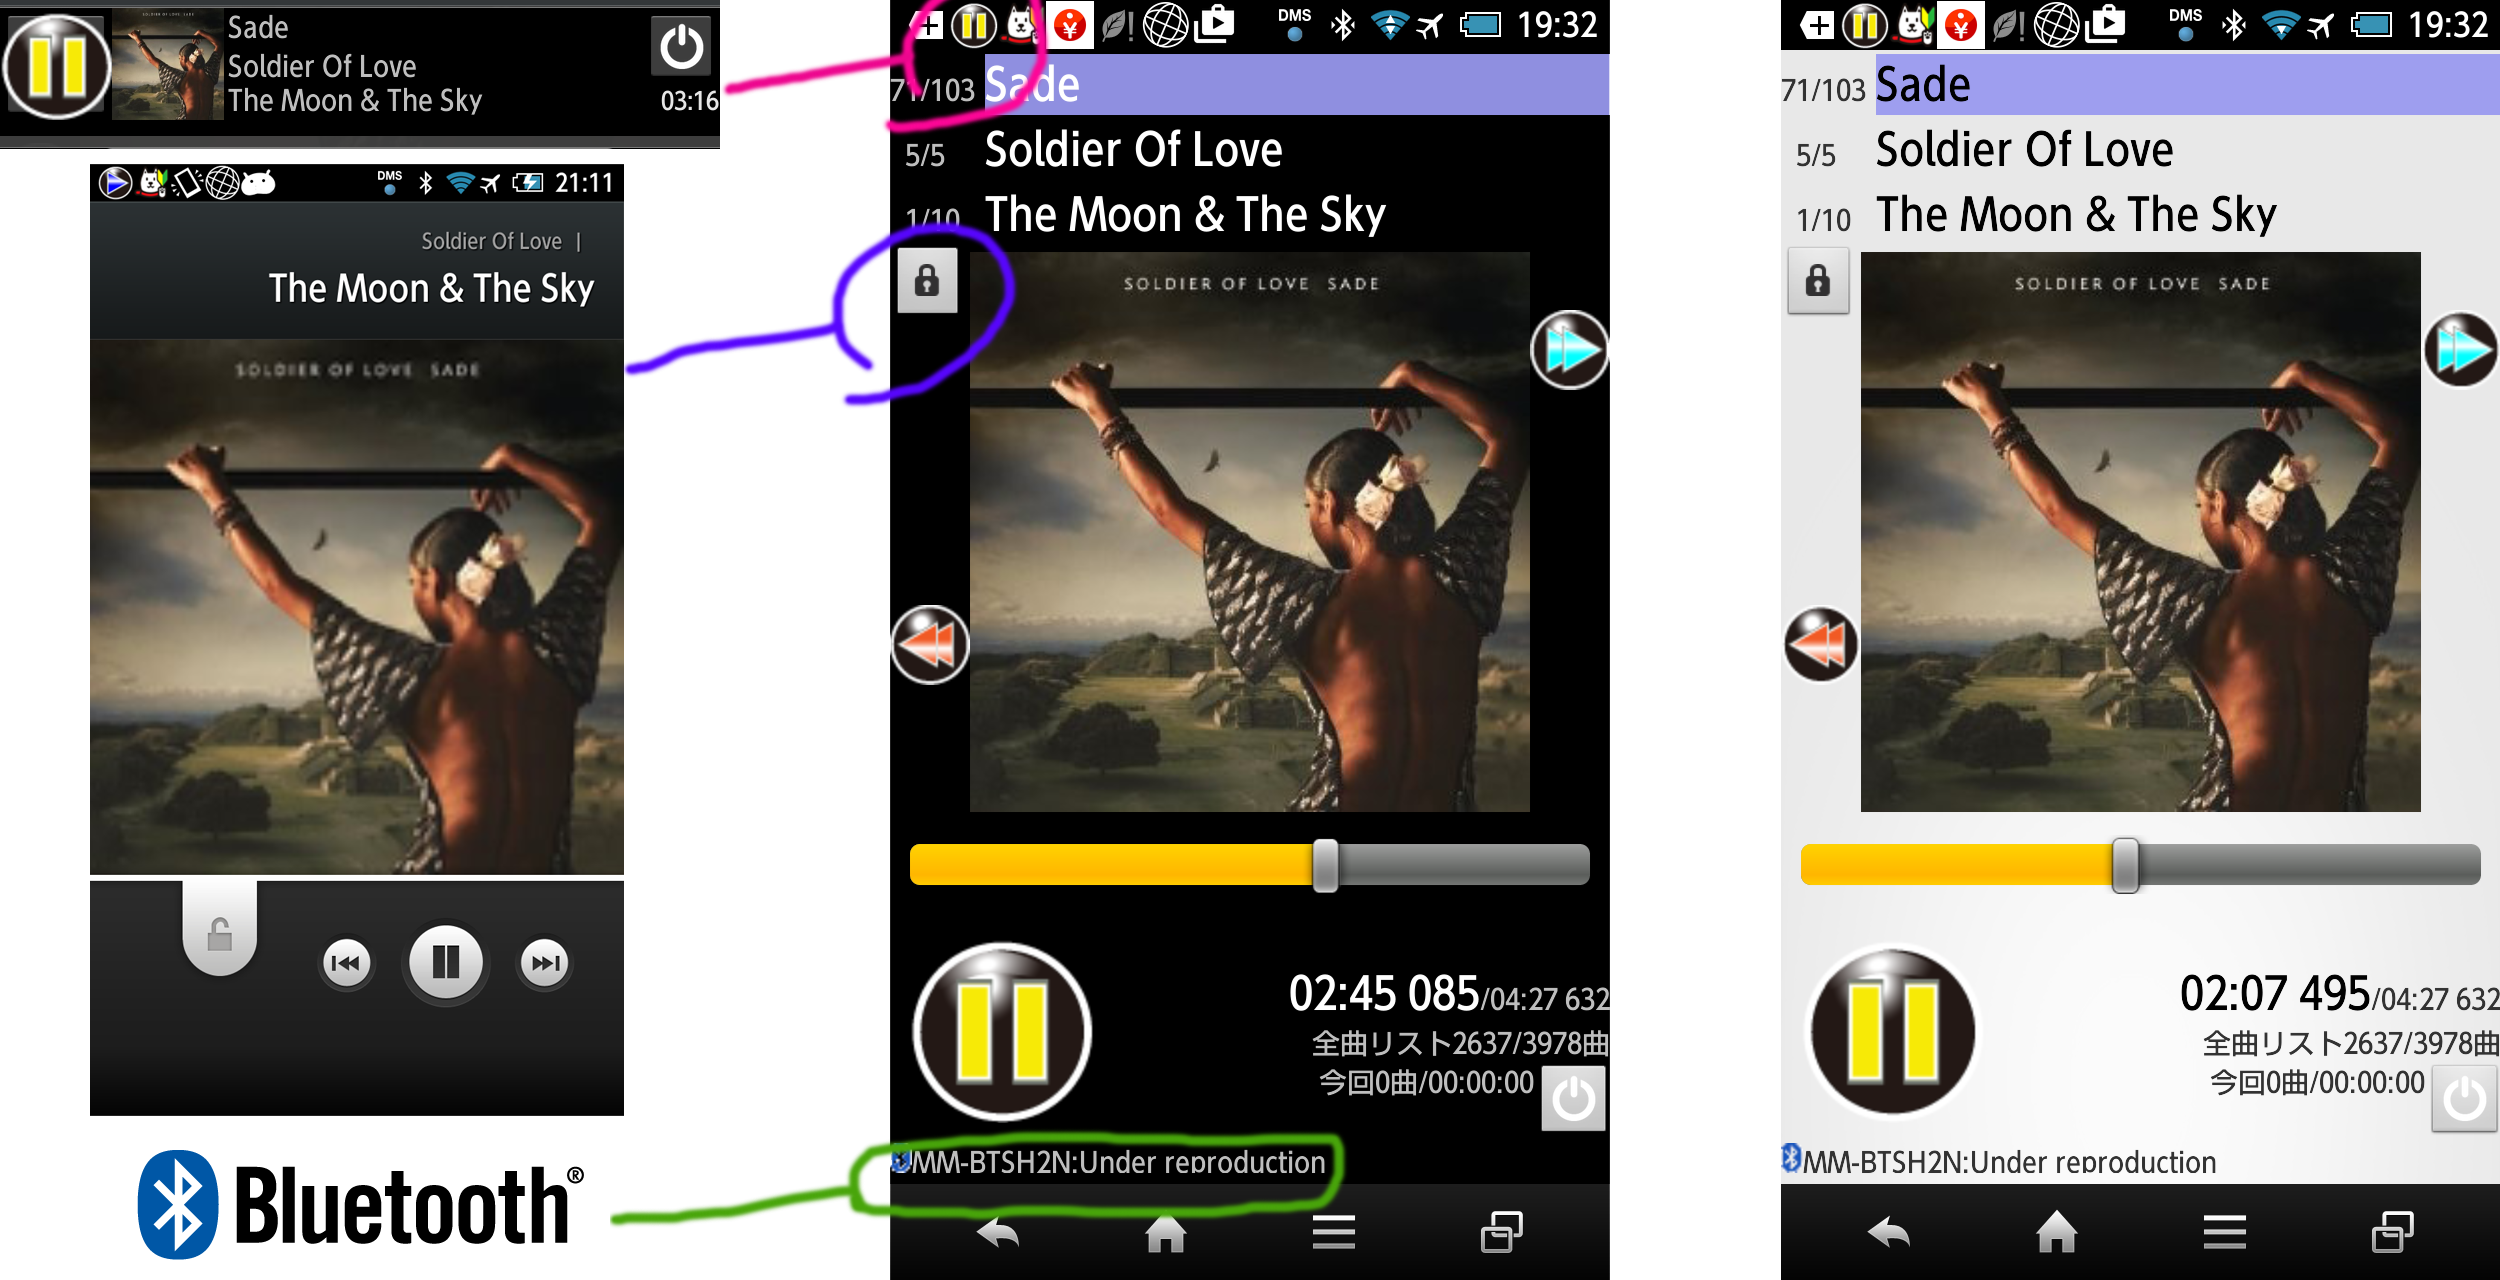 Sade
Soldier Of Love
The Moon & The Sky
03:16
DMS
21:11
Soldier Of Love |
The Moon & The Sky
SOLDIER OF LOVE SADE
Bluetooth®
DMS
19:32
71/103 Sade
5/5 Soldier Of Love
1/10 The Moon & The Sky
SOLDIER OF LOVE SADE
02:45 085/04:27 632
全曲リスト2637/3978曲
今回0曲/00:00:00
MM-BTSH2N:Under reproduction
DMS
19:32
71/103 Sade
5/5 Soldier Of Love
1/10 The Moon & The Sky
SOLDIER OF LOVE SADE
02:07 495/04:27 632
全曲リスト2637/3978曲
今回0曲/00:00:00
MM-BTSH2N:Under reproduction